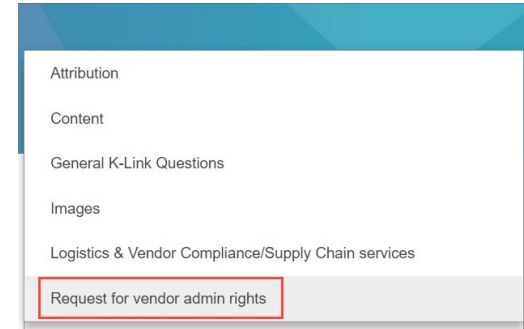 Attribution
Content
General K-Link Questions
Images
Logistics & Vendor Compliance/Supply Chain services
Request for vendor admin rights